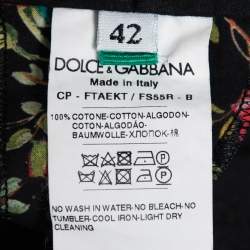 42
DOLCE & GABBANA
Made in Italy
CP - FTAEKT / FS55R - B
100% COTONE-COTTON-ALGODON-
COTON-ALGODÃO-
BAUMWOLLE-ХЛОПОК-棉
NO WASH IN WATER-NO BLEACH-NO
TUMBLER-COOL IRON-LIGHT DRY
CLEANING